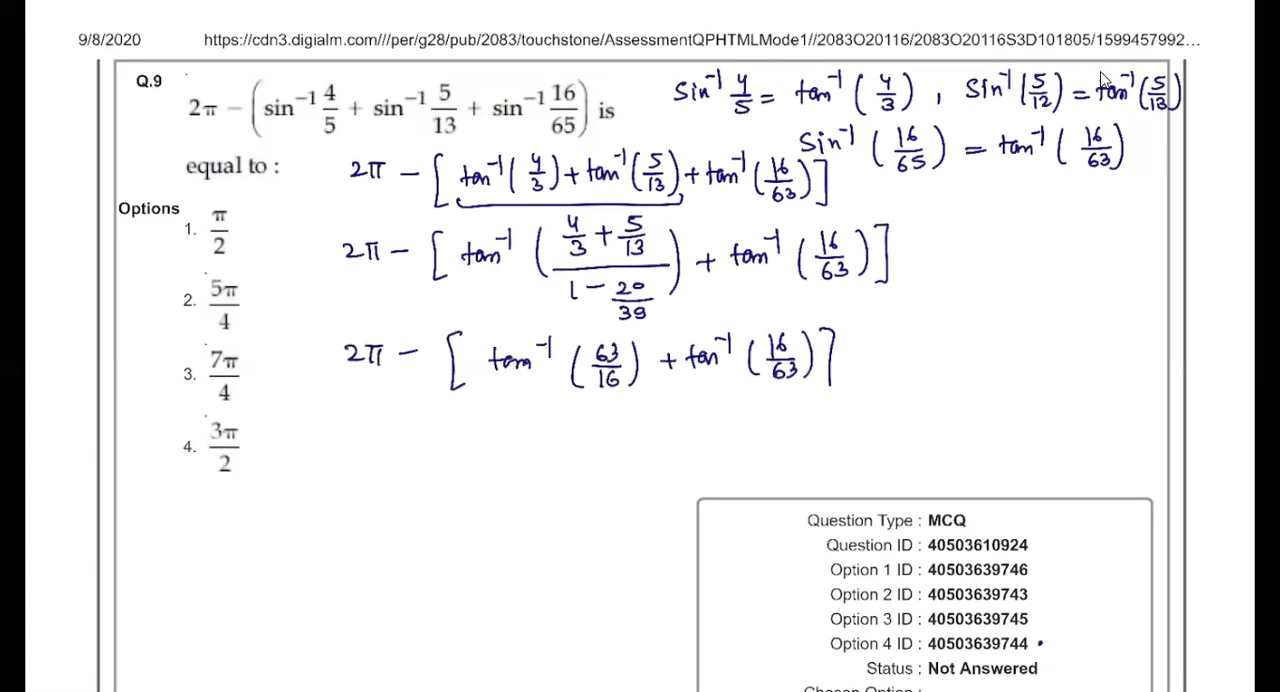 9/8/2020 https://cdn3.digialm.com///per/g28/pub/2083/touchstone/AssessmentQPHTMLMode1//2083O20116/2083O20116S3D101805/1599457992...
Q.9
2π − (sin⁻¹ 4/5 + sin⁻¹ 5/13 + sin⁻¹ 16/65) is
equal to :
sin⁻¹ 4/5 = tan⁻¹ (4/3) , sin⁻¹ (5/12) = tan⁻¹ (5/13)
sin⁻¹ (16/65) = tan⁻¹ (16/63)
2π − [tan⁻¹ (4/3) + tan⁻¹ (5/13) + tan⁻¹ (16/63)]
2π − [tan⁻¹ ((4/3 + 5/13)/(1 − 20/39)) + tan⁻¹ (16/63)]
2π − [tan⁻¹ (63/16) + tan⁻¹ (16/63)]
Options
1. π/2
2. 5π/4
3. 7π/4
4. 3π/2
Question Type : MCQ
Question ID : 40503610924
Option 1 ID : 40503639746
Option 2 ID : 40503639743
Option 3 ID : 40503639745
Option 4 ID : 40503639744
Status : Not Answered